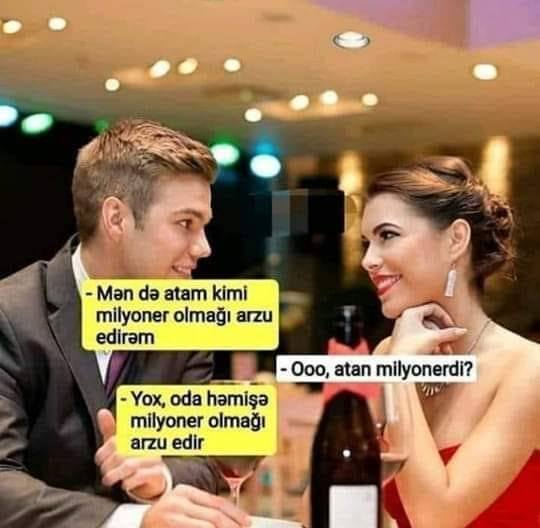 - Mən də atam kimi
milyoner olmağı arzu
edirəm
- Ooo, atan milyonerdi?
- Yox, oda həmişə
milyoner olmağı
arzu edir